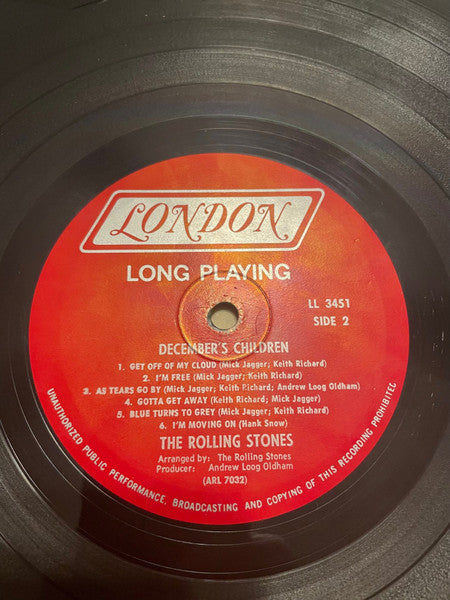 LONDON
LONG PLAYING
LL 3451
SIDE 2
DECEMBER'S CHILDREN
1. GET OFF OF MY CLOUD (Mick Jagger; Keith Richard)
2. I'M FREE (Mick Jagger; Keith Richard)
3. AS TEARS GO BY (Mick Jagger; Keith Richard; Andrew Loog Oldham)
4. GOTTA GET AWAY (Keith Richard; Mick Jagger)
5. BLUE TURNS TO GREY (Mick Jagger; Keith Richard)
6. I'M MOVING ON (Hank Snow)
THE ROLLING STONES
Arranged by: The Rolling Stones
Producer: Andrew Loog Oldham
(ARL 7032)
UNAUTHORIZED PUBLIC PERFORMANCE, BROADCASTING AND COPYING OF THIS RECORDING PROHIBITED